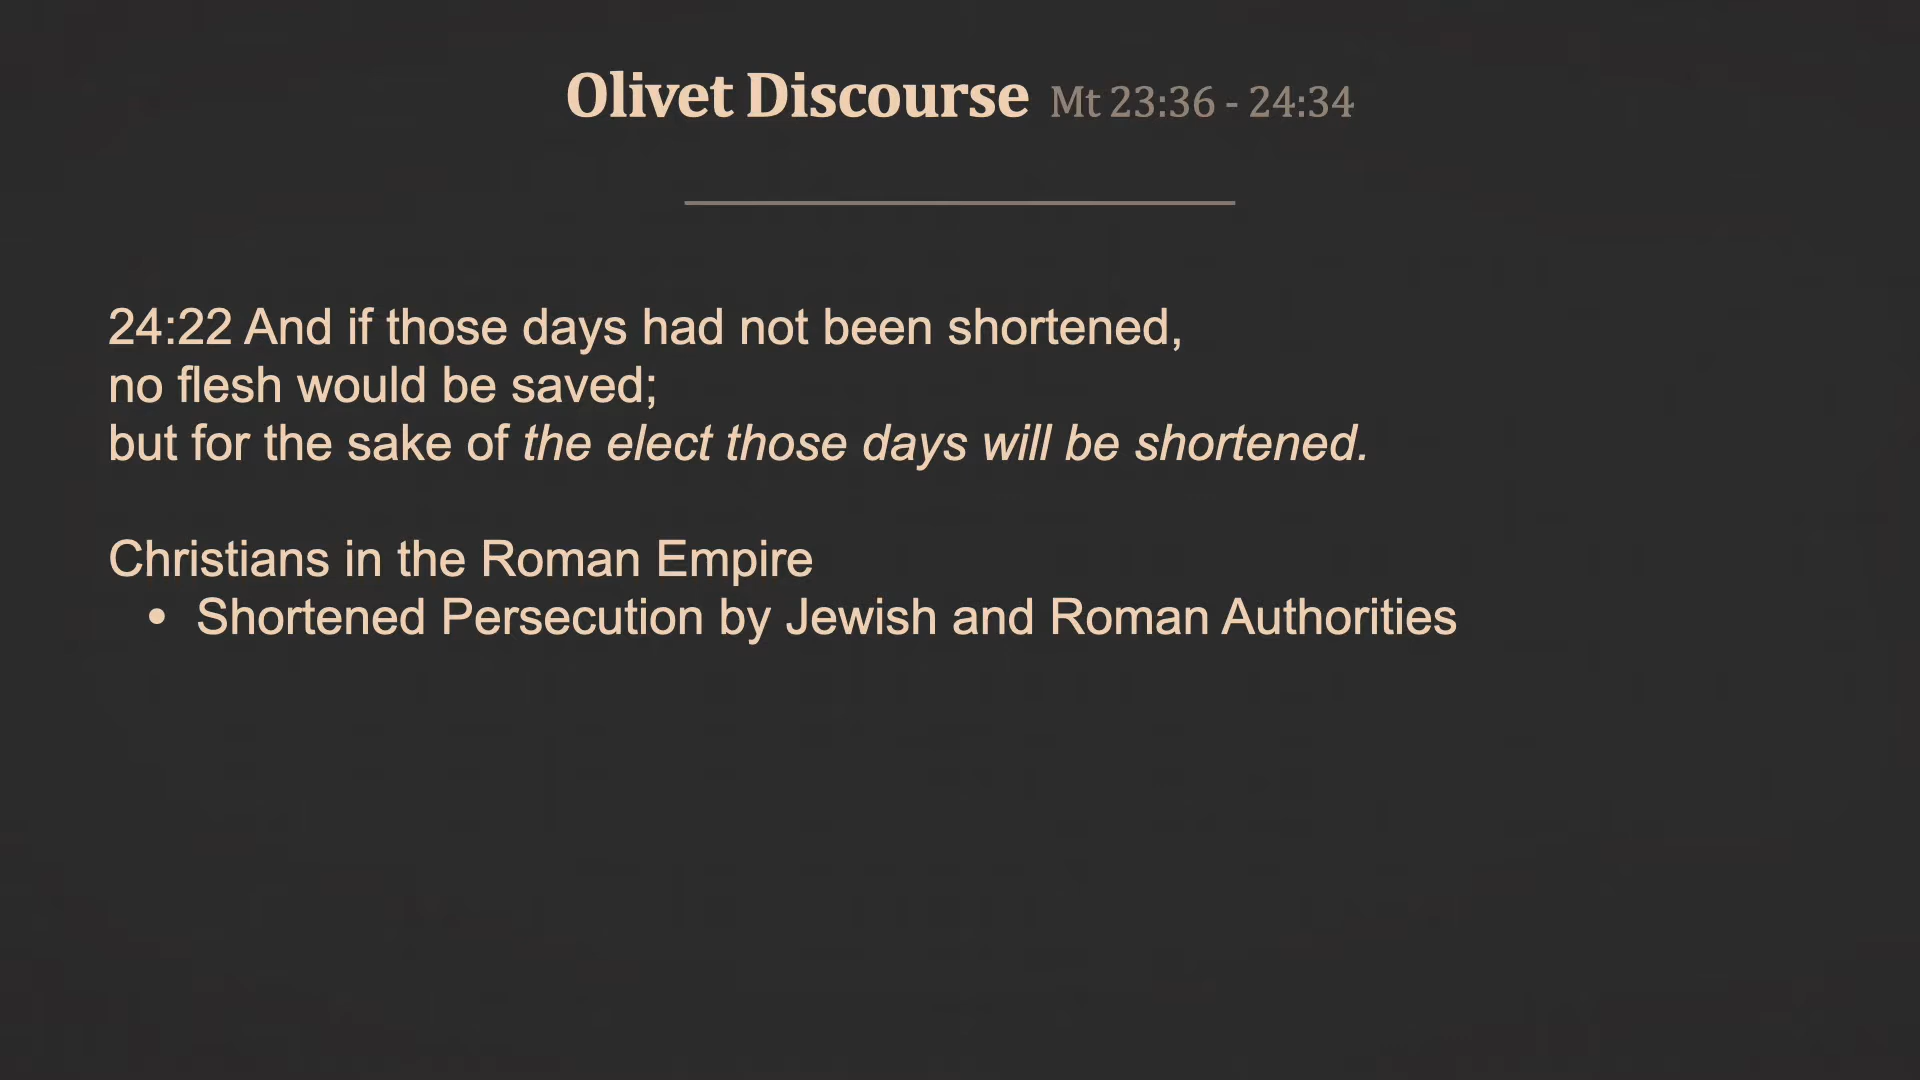 Olivet Discourse Mt 23:36 - 24:34
24:22 And if those days had not been shortened,
no flesh would be saved;
but for the sake of the elect those days will be shortened.
Christians in the Roman Empire
• Shortened Persecution by Jewish and Roman Authorities